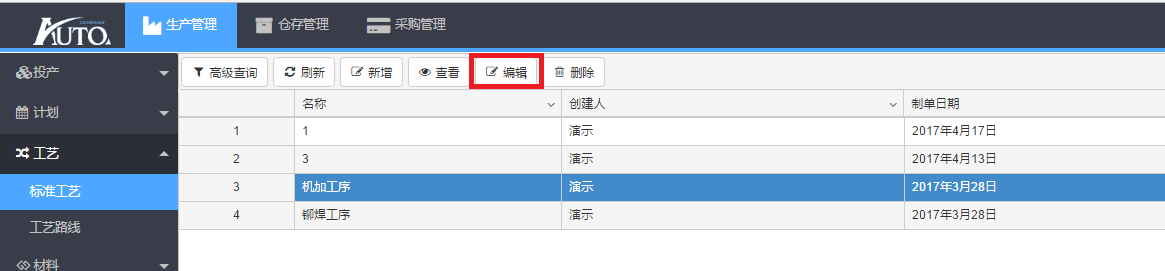 TECHNOLOGY
AUTO 生产管理 仓存管理 采购管理
投产 高级查询 刷新 新增 查看 编辑 删除
名称 创建人 制单日期
计划
1 1 演示 2017年4月17日
工艺 2 3 演示 2017年4月13日
标准工艺 3 机加工序 演示 2017年3月28日
工艺路线 4 铆焊工序 演示 2017年3月28日
材料